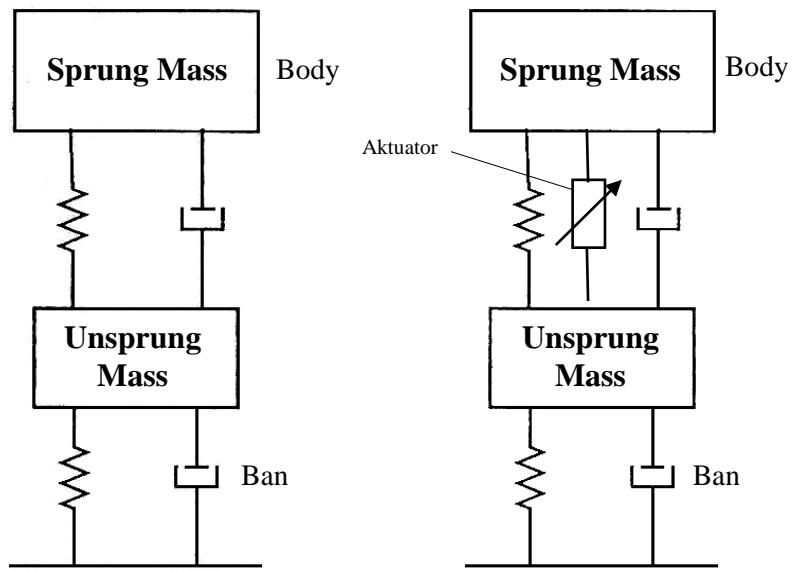 Sprung Mass
Body
Unsprung
Mass
Ban
Sprung Mass
Body
Aktuator
Unsprung
Mass
Ban